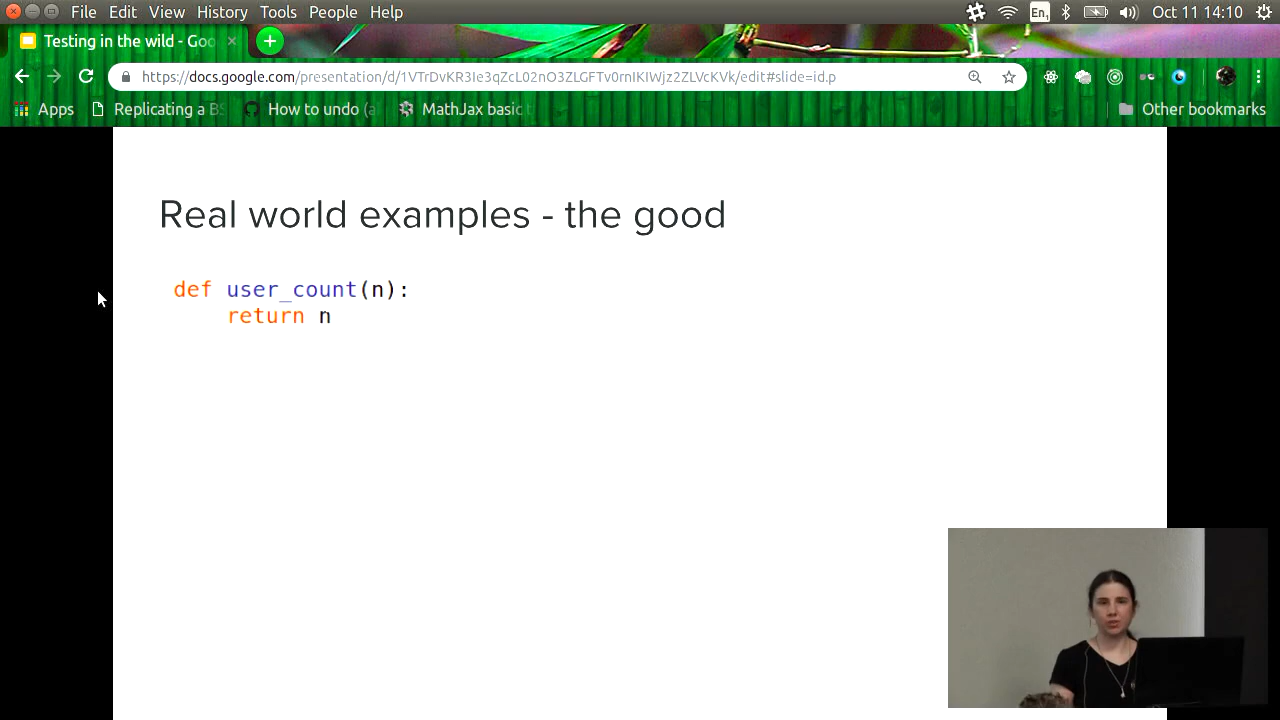 File Edit View History Tools People Help
En1
Oct 11 14:10
Testing in the wild - Goo
https://docs.google.com/presentation/d/1VTrDvKR3Ie3qZcL02nO3ZLGFTv0rnIKIWjz2ZLVcKVk/edit#slide=id.p
Apps
Replicating a BS
How to undo (a
MathJax basic t
Other bookmarks
Real world examples - the good
def user_count(n):
    return n